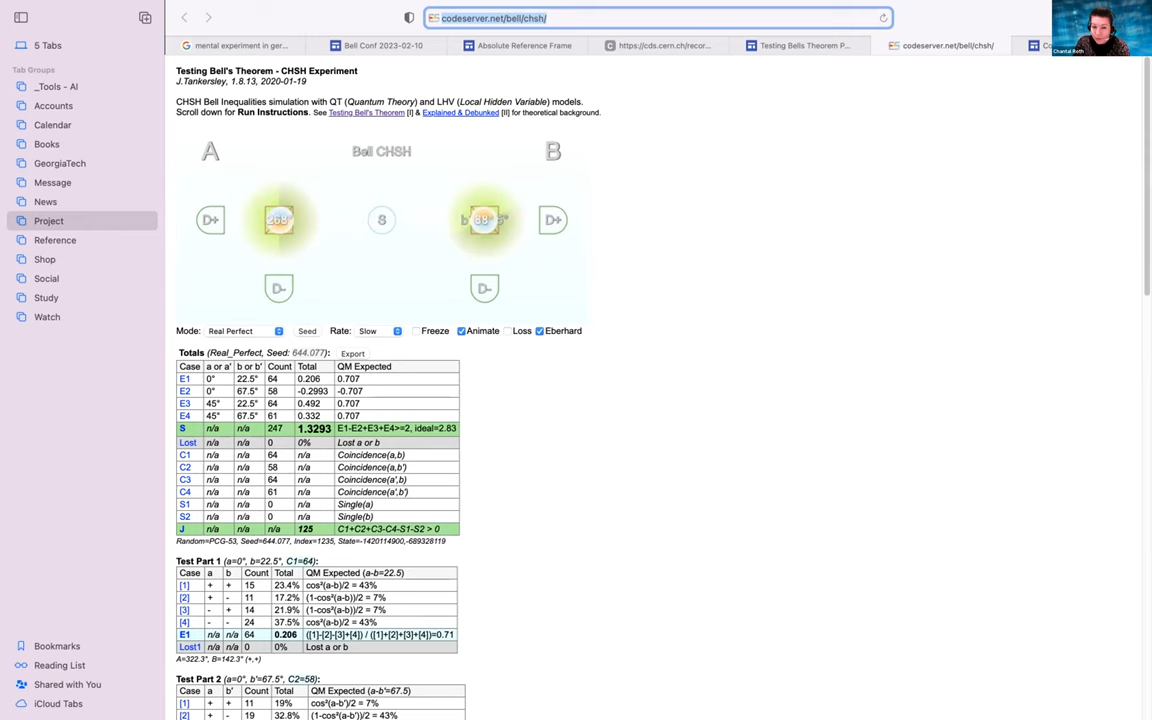 codeserver.net/bell/chsh/
5 Tabs
Tab Groups
_Tools - AI
Accounts
Calendar
Books
GeorgiaTech
Message
News
Project
Reference
Shop
Social
Study
Watch
Bookmarks
Reading List
Shared with You
iCloud Tabs
mental experiment in ger...
Bell Conf 2023-02-10
Absolute Reference Frame
https://cds.cern.ch/recor...
Testing Bells Theorem P...
codeserver.net/bell/chsh/
Co
Chantal Roth
Testing Bell's Theorem - CHSH Experiment
J.Tankersley, 1.8.13, 2020-01-19
CHSH Bell Inequalities simulation with QT (Quantum Theory) and LHV (Local Hidden Variable) models.
Scroll down for Run Instructions. See Testing Bell's Theorem [I] & Explained & Debunked [II] for theoretical background.
A Bell CHSH B
D+ 268° S b 88° 5° D+
D- D-
Mode: Real Perfect Seed Rate: Slow Freeze Animate Loss Eberhard
Totals (Real_Perfect, Seed: 644.077): Export
Case a or a' b or b' Count Total QM Expected
E1 0° 22.5° 64 0.206 0.707
E2 0° 67.5° 58 -0.2993 -0.707
E3 45° 22.5° 64 0.492 0.707
E4 45° 67.5° 61 0.332 0.707
S n/a n/a 247 1.3293 E1-E2+E3+E4>=2, ideal=2.83
Lost n/a n/a 0 0% Lost a or b
C1 n/a n/a 64 n/a Coincidence(a,b)
C2 n/a n/a 58 n/a Coincidence(a,b')
C3 n/a n/a 64 n/a Coincidence(a',b)
C4 n/a n/a 61 n/a Coincidence(a',b')
S1 n/a n/a 0 n/a Single(a)
S2 n/a n/a 0 n/a Single(b)
J n/a n/a n/a 125 C1+C2+C3-C4-S1-S2 > 0
Random=PCG-53, Seed=644.077, Index=1235, State=-1420114900,-689328119
Test Part 1 (a=0°, b=22.5°, C1=64):
Case a b Count Total QM Expected (a-b=22.5)
[1] + + 15 23.4% cos²(a-b)/2 = 43%
[2] + - 11 17.2% (1-cos²(a-b))/2 = 7%
[3] - + 14 21.9% (1-cos²(a-b))/2 = 7%
[4] - - 24 37.5% cos²(a-b)/2 = 43%
E1 n/a n/a 64 0.206 ([1]-[2]-[3]+[4]) / ([1]+[2]+[3]+[4])=0.71
Lost1 n/a n/a 0 0% Lost a or b
A=322.3°, B=142.3° (+,+)
Test Part 2 (a=0°, b'=67.5°, C2=58):
Case a b' Count Total QM Expected (a-b'=67.5)
[1] + + 11 19% cos²(a-b')/2 = 7%
[2] + - 19 32.8% (1-cos²(a-b'))/2 = 43%